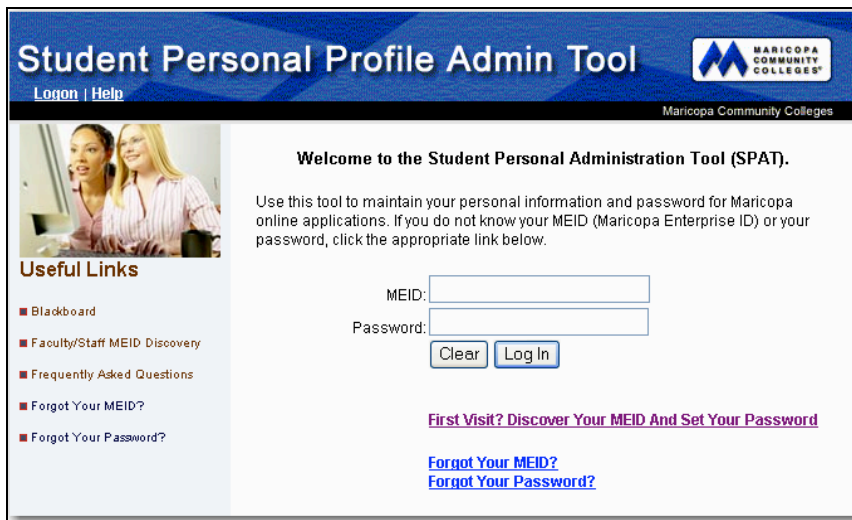 Student Personal Profile Admin Tool
MARICOPA
COMMUNITY
COLLEGES®
Logon | Help
Maricopa Community Colleges
Welcome to the Student Personal Administration Tool (SPAT).
Use this tool to maintain your personal information and password for Maricopa
online applications. If you do not know your MEID (Maricopa Enterprise ID) or your
password, click the appropriate link below.
Useful Links
Blackboard
Faculty/Staff MEID Discovery
Frequently Asked Questions
Forgot Your MEID?
Forgot Your Password?
MEID:
Password:
Clear Log In
First Visit? Discover Your MEID And Set Your Password
Forgot Your MEID?
Forgot Your Password?